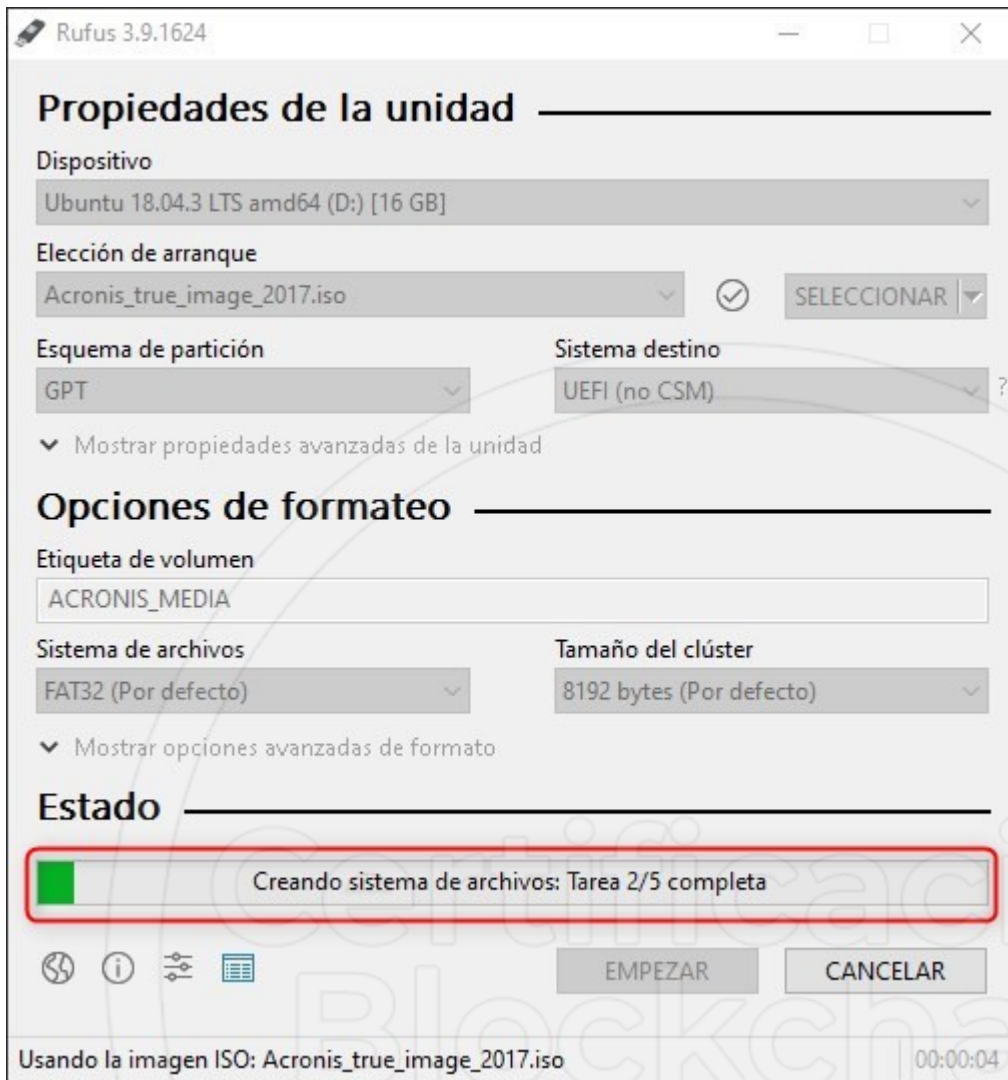 Rufus 3.9.1624
Propiedades de la unidad
Dispositivo
Ubuntu 18.04.3 LTS amd64 (D:) [16 GB]
Elección de arranque
Acronis_true_image_2017.iso
SELECCIONAR
Esquema de partición
Sistema destino
GPT
UEFI (no CSM)
?
Mostrar propiedades avanzadas de la unidad
Opciones de formateo
Etiqueta de volumen
ACRONIS_MEDIA
Sistema de archivos
Tamaño del clúster
FAT32 (Por defecto)
8192 bytes (Por defecto)
Mostrar opciones avanzadas de formato
Estado
Creando sistema de archivos: Tarea 2/5 completa
EMPEZAR
CANCELAR
Usando la imagen ISO: Acronis_true_image_2017.iso
00:00:04